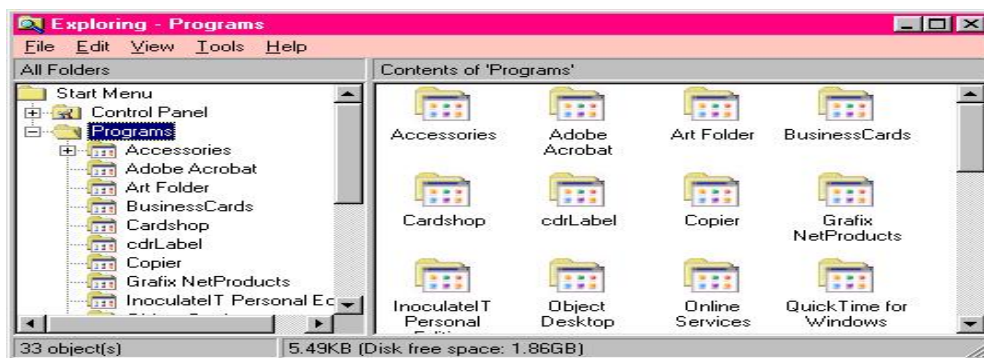 Exploring - Programs
File Edit View Tools Help
All Folders
Contents of 'Programs'
Start Menu
Control Panel
Programs
Accessories
Adobe Acrobat
Art Folder
BusinessCards
Cardshop
cdrLabel
Copier
Grafix NetProducts
InoculateIT Personal Ec
Accessories
Adobe
Acrobat
Art Folder
BusinessCards
Cardshop
cdrLabel
Copier
Grafix
NetProducts
InoculateIT
Personal
Object
Desktop
Online
Services
QuickTime for
Windows
33 object(s)
5.49KB (Disk free space: 1.86GB)